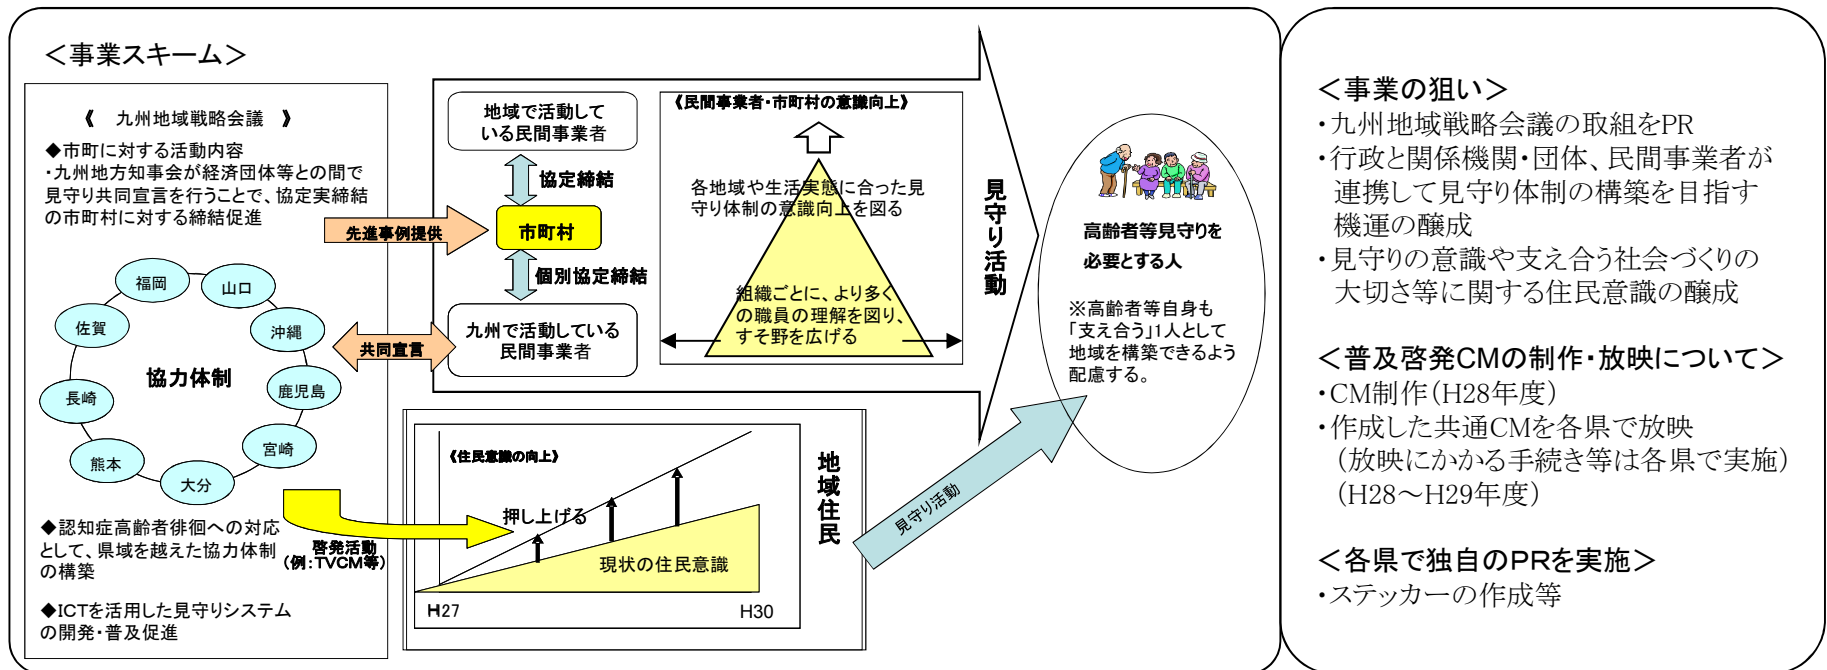 ＜事業スキーム＞
《　九州地域戦略会議　》
◆市町に対する活動内容
・九州地方知事会が経済団体等との間で
見守り共同宣言を行うことで、協定実締結
の市町村に対する締結促進
福岡
山口
佐賀
沖縄
協力体制
長崎
鹿児島
熊本
宮崎
大分
◆認知症高齢者徘徊への対応
として、県域を越えた協力体制
の構築
◆ICTを活用した見守りシステム
の開発・普及促進
先進事例提供
共同宣言
啓発活動
(例:TVCM等)
地域で活動して
いる民間事業者
協定締結
市町村
個別協定締結
九州で活動している
民間事業者
《民間事業者・市町村の意識向上》
各地域や生活実態に合った見
守り体制の意識向上を図る
組織ごとに、より多く
の職員の理解を図り、
すそ野を広げる
見守り活動
《住民意識の向上》
押し上げる
現状の住民意識
H27
H30
地域住民
見守り活動
高齢者等見守りを
必要とする人
※高齢者等自身も
「支え合う」1人として
地域を構築できるよう
配慮する。
＜事業の狙い＞
・九州地域戦略会議の取組をPR
・行政と関係機関・団体、民間事業者が
連携して見守り体制の構築を目指す
機運の醸成
・見守りの意識や支え合う社会づくりの
大切さ等に関する住民意識の醸成
＜普及啓発CMの制作・放映について＞
・CM制作(H28年度)
・作成した共通CMを各県で放映
(放映にかかる手続き等は各県で実施)
(H28～H29年度)
＜各県で独自のPRを実施＞
・ステッカーの作成等